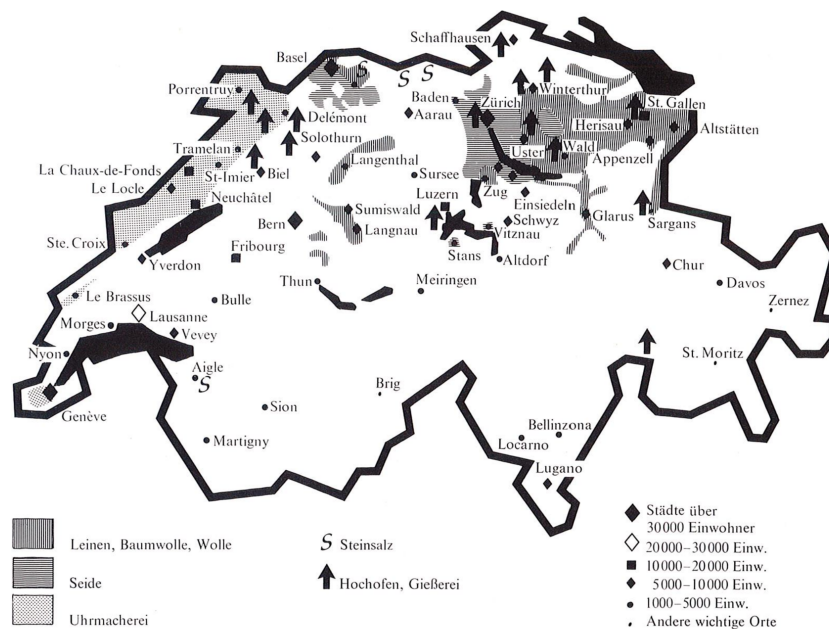 Schaffhausen
Basel
S
S
S
Porrentruy
Baden
Zürich
Winterthur
St. Gallen
Delémont
Aarau
Herisau
Altstätten
Tramelan
Solothurn
Uster
Wald
Appenzell
La Chaux-de-Fonds
St-Imier
Biel
Langenthal
Sursee
Le Locle
Zug
Neuchâtel
Luzern
Einsiedeln
Bern
Sumiswald
Schwyz
Glarus
Sargans
Langnau
Vitznau
Ste. Croix
Fribourg
Stans
Altdorf
Yverdon
Chur
Thun
Meiringen
Davos
Le Brassus
Bulle
Zernez
Lausanne
Morges
Vevey
Nyon
Aigle
S
St. Moritz
Brig
Genève
Sion
Bellinzona
Martigny
Locarno
Lugano
Leinen, Baumwolle, Wolle
Seide
Uhrmacherei
S Steinsalz
Hochofen, Gießerei
Städte über
30000 Einwohner
20000–30000 Einw.
10000–20000 Einw.
5000–10000 Einw.
1000–5000 Einw.
Andere wichtige Orte